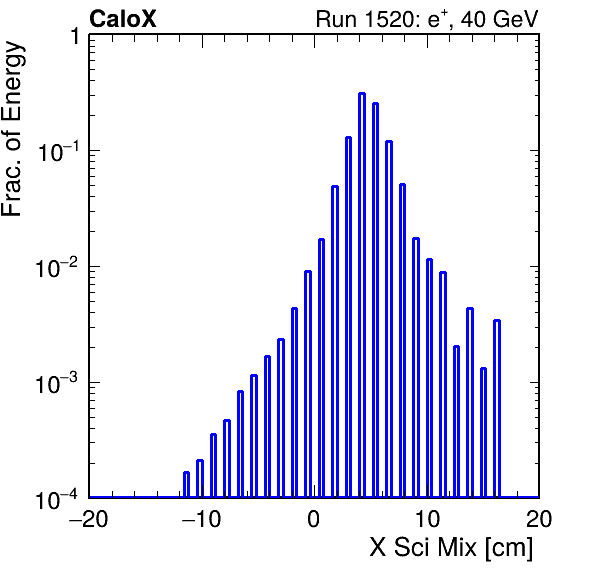 CaloX Run 1520: e⁺, 40 GeV
Frac. of Energy
1
10⁻¹
10⁻²
10⁻³
10⁻⁴
−20 −10 0 10 20
X Sci Mix [cm]